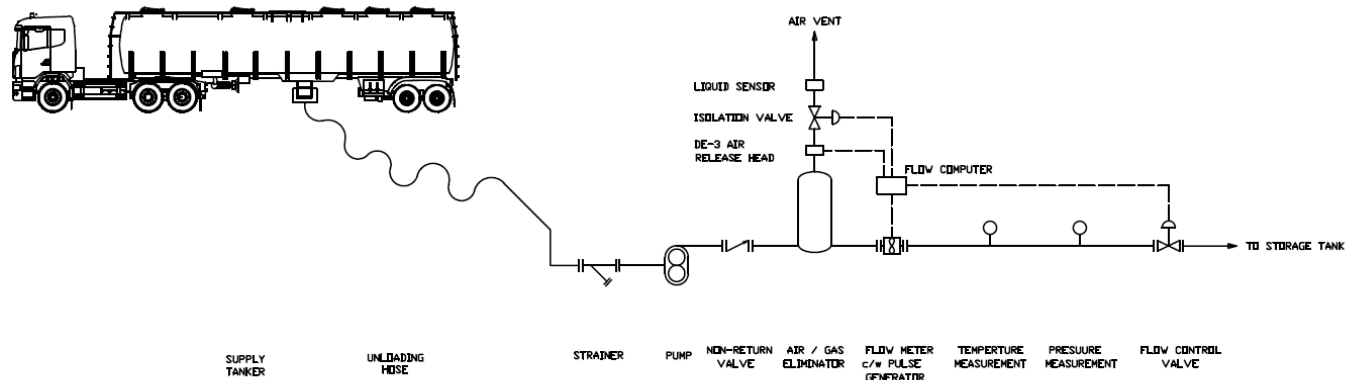 AIR VENT
LIQUID SENSOR
ISOLATION VALVE
DE-3 AIR
RELEASE HEAD
FLOW COMPUTER
TO STORAGE TANK
SUPPLY
TANKER
UNLOADING
HOSE
STRAINER
PUMP
NON-RETURN
VALVE
AIR / GAS
ELIMINATOR
FLOW METER
c/w PULSE
GENERATOR
TEMPERTURE
MEASUREMENT
PRESUURE
MEASUREMENT
FLOW CONTROL
VALVE